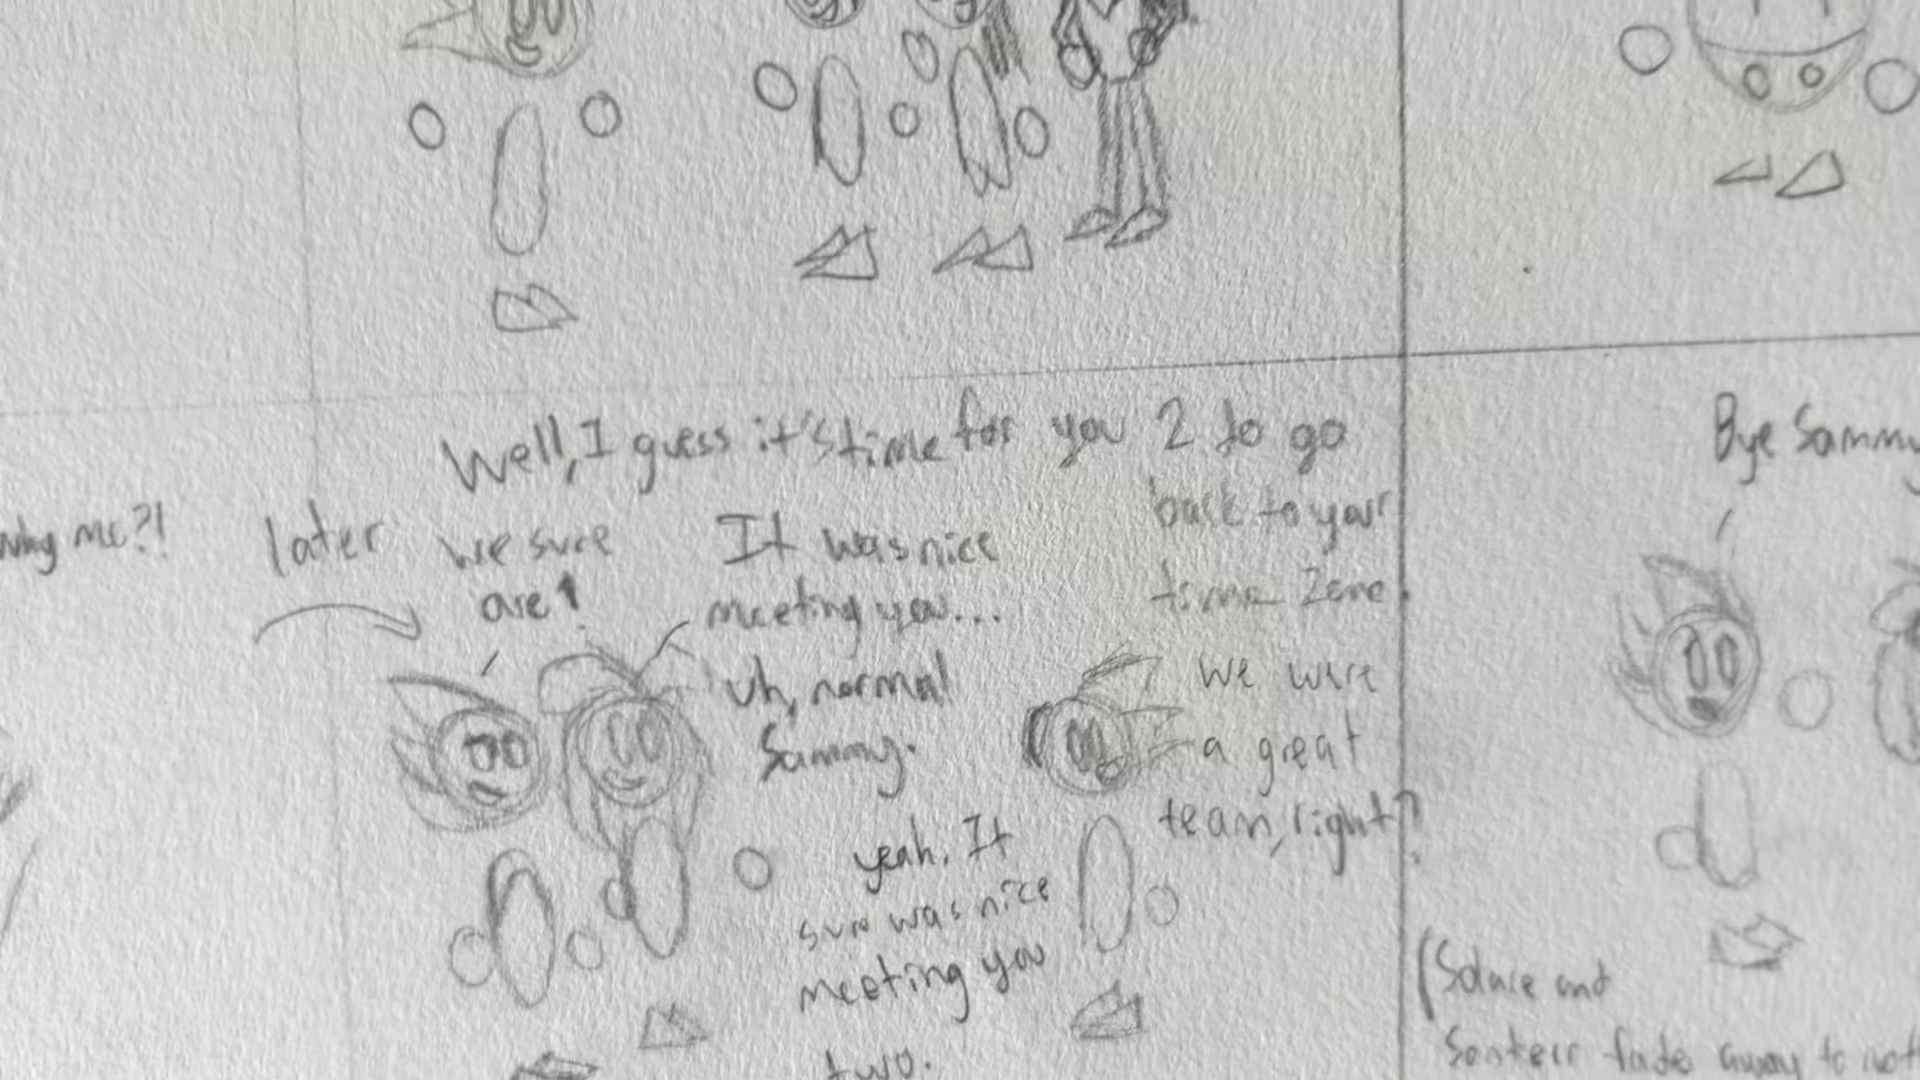 Well, I guess it's time for you 2 to go
back to your
time zone.
we were
a great
team, right?
why me?!
later
we sure
are!
It was nice
meeting you...
uh, normal
Sammy.
yeah. It
sure was nice
meeting you
two.
Bye Sammy
(Solace and
fade away to